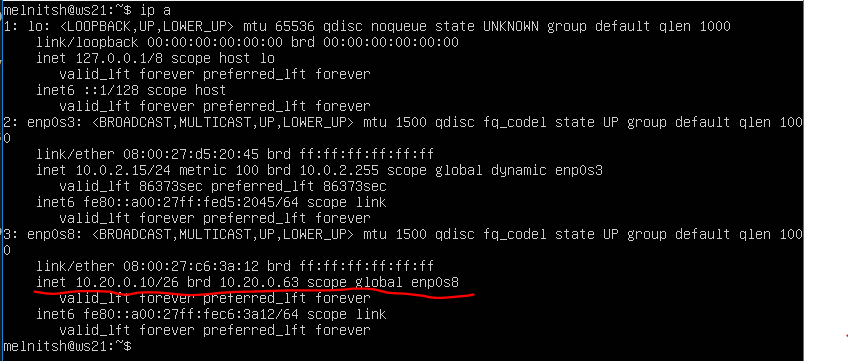 melnitsh@ws21:~$ ip a
1: lo: <LOOPBACK,UP,LOWER_UP> mtu 65536 qdisc noqueue state UNKNOWN group default qlen 1000
    link/loopback 00:00:00:00:00:00 brd 00:00:00:00:00:00
    inet 127.0.0.1/8 scope host lo
       valid_lft forever preferred_lft forever
    inet6 ::1/128 scope host
       valid_lft forever preferred_lft forever
2: enp0s3: <BROADCAST,MULTICAST,UP,LOWER_UP> mtu 1500 qdisc fq_codel state UP group default qlen 100
0
    link/ether 08:00:27:d5:20:45 brd ff:ff:ff:ff:ff:ff
    inet 10.0.2.15/24 metric 100 brd 10.0.2.255 scope global dynamic enp0s3
       valid_lft 86373sec preferred_lft 86373sec
    inet6 fe80::a00:27ff:fed5:2045/64 scope link
       valid_lft forever preferred_lft forever
3: enp0s8: <BROADCAST,MULTICAST,UP,LOWER_UP> mtu 1500 qdisc fq_codel state UP group default qlen 100
0
    link/ether 08:00:27:c6:3a:12 brd ff:ff:ff:ff:ff:ff
    inet 10.20.0.10/26 brd 10.20.0.63 scope global enp0s8
       valid_lft forever preferred_lft forever
    inet6 fe80::a00:27ff:fec6:3a12/64 scope link
       valid_lft forever preferred_lft forever
melnitsh@ws21:~$